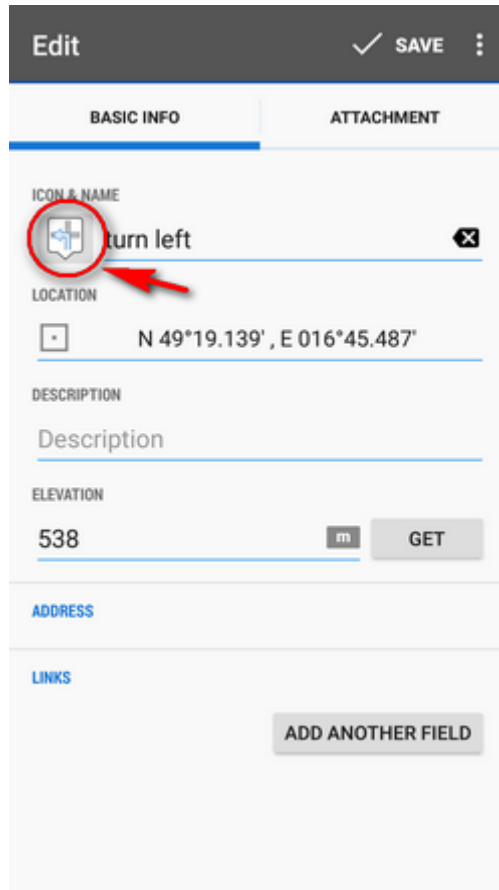 Edit SAVE
BASIC INFO ATTACHMENT
ICON & NAME
turn left
LOCATION
N 49°19.139' , E 016°45.487'
DESCRIPTION
Description
ELEVATION
538 m GET
ADDRESS
LINKS
ADD ANOTHER FIELD